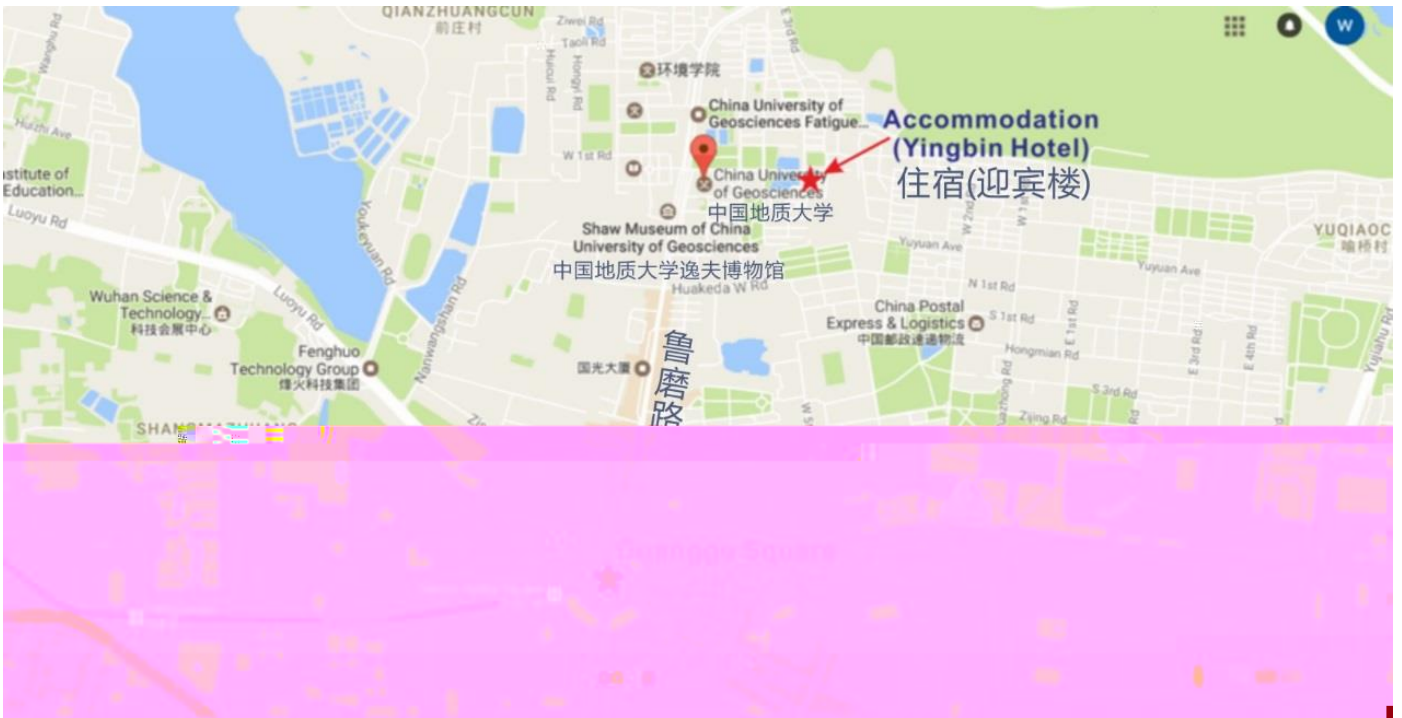 QIANZHUANGCUN
前庄村
Ziwei Rd
Taoli Rd
E 3rd Rd
W
Wanghu Rd
Huicui Rd
Hongyi Rd
环境学院
China University of
Geosciences Fatigue...
Accommodation
(Yingbin Hotel)
住宿(迎宾楼)
Huizhi Ave
W 1st Rd
stitute of
Education...
China University
of Geosciences
中国地质大学
Luoyu Rd
Youkeyuan Rd
Shaw Museum of China
University of Geosciences
中国地质大学逸夫博物馆
W 2nd
W 1s
Yuyuan Ave
YUQIAOC
喻桥村
Yuyuan Ave
Huakeda W Rd
N 1st Rd
Wuhan Science &
Technology...
科技会展中心
Luoyu Rd
Nanwangshan Rd
China Postal
Express & Logistics
中国邮政速递物流
S 1st Rd
E 1st Rd
E 3rd Rd
E 4th Rd
Yujiahu Rd
Hongmian Rd
Fenghuo
Technology Group
烽火科技集团
国光大厦
鲁磨路
S 3rd Rd
Zijing Rd
Guanggu Square